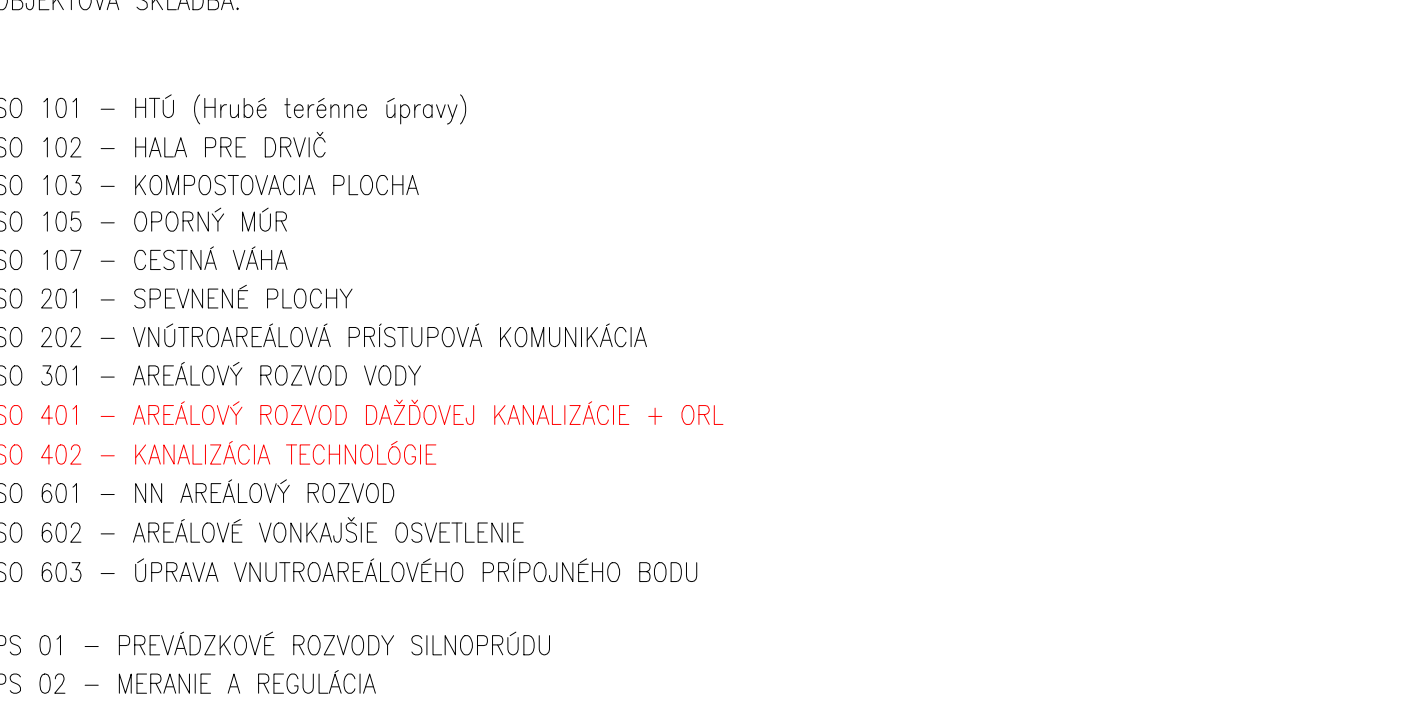 OBJEKTOVÁ SKLADBA:
SO 101 – HTÚ (Hrubé terénne úpravy)
SO 102 – HALA PRE DRVIČ
SO 103 – KOMPOSTOVACIA PLOCHA
SO 105 – OPORNÝ MÚR
SO 107 – CESTNÁ VÁHA
SO 201 – SPEVNENÉ PLOCHY
SO 202 – VNÚTROAREÁLOVÁ PRÍSTUPOVÁ KOMUNIKÁCIA
SO 301 – AREÁLOVÝ ROZVOD VODY
SO 401 – AREÁLOVÝ ROZVOD DAŽĎOVEJ KANALIZÁCIE + ORL
SO 402 – KANALIZÁCIA TECHNOLÓGIE
SO 601 – NN AREÁLOVÝ ROZVOD
SO 602 – AREÁLOVÉ VONKAJŠIE OSVETLENIE
SO 603 – ÚPRAVA VNUTROAREÁLOVÉHO PRÍPOJNÉHO BODU
PS 01 – PREVÁDZKOVÉ ROZVODY SILNOPRÚDU
PS 02 – MERANIE A REGULÁCIA